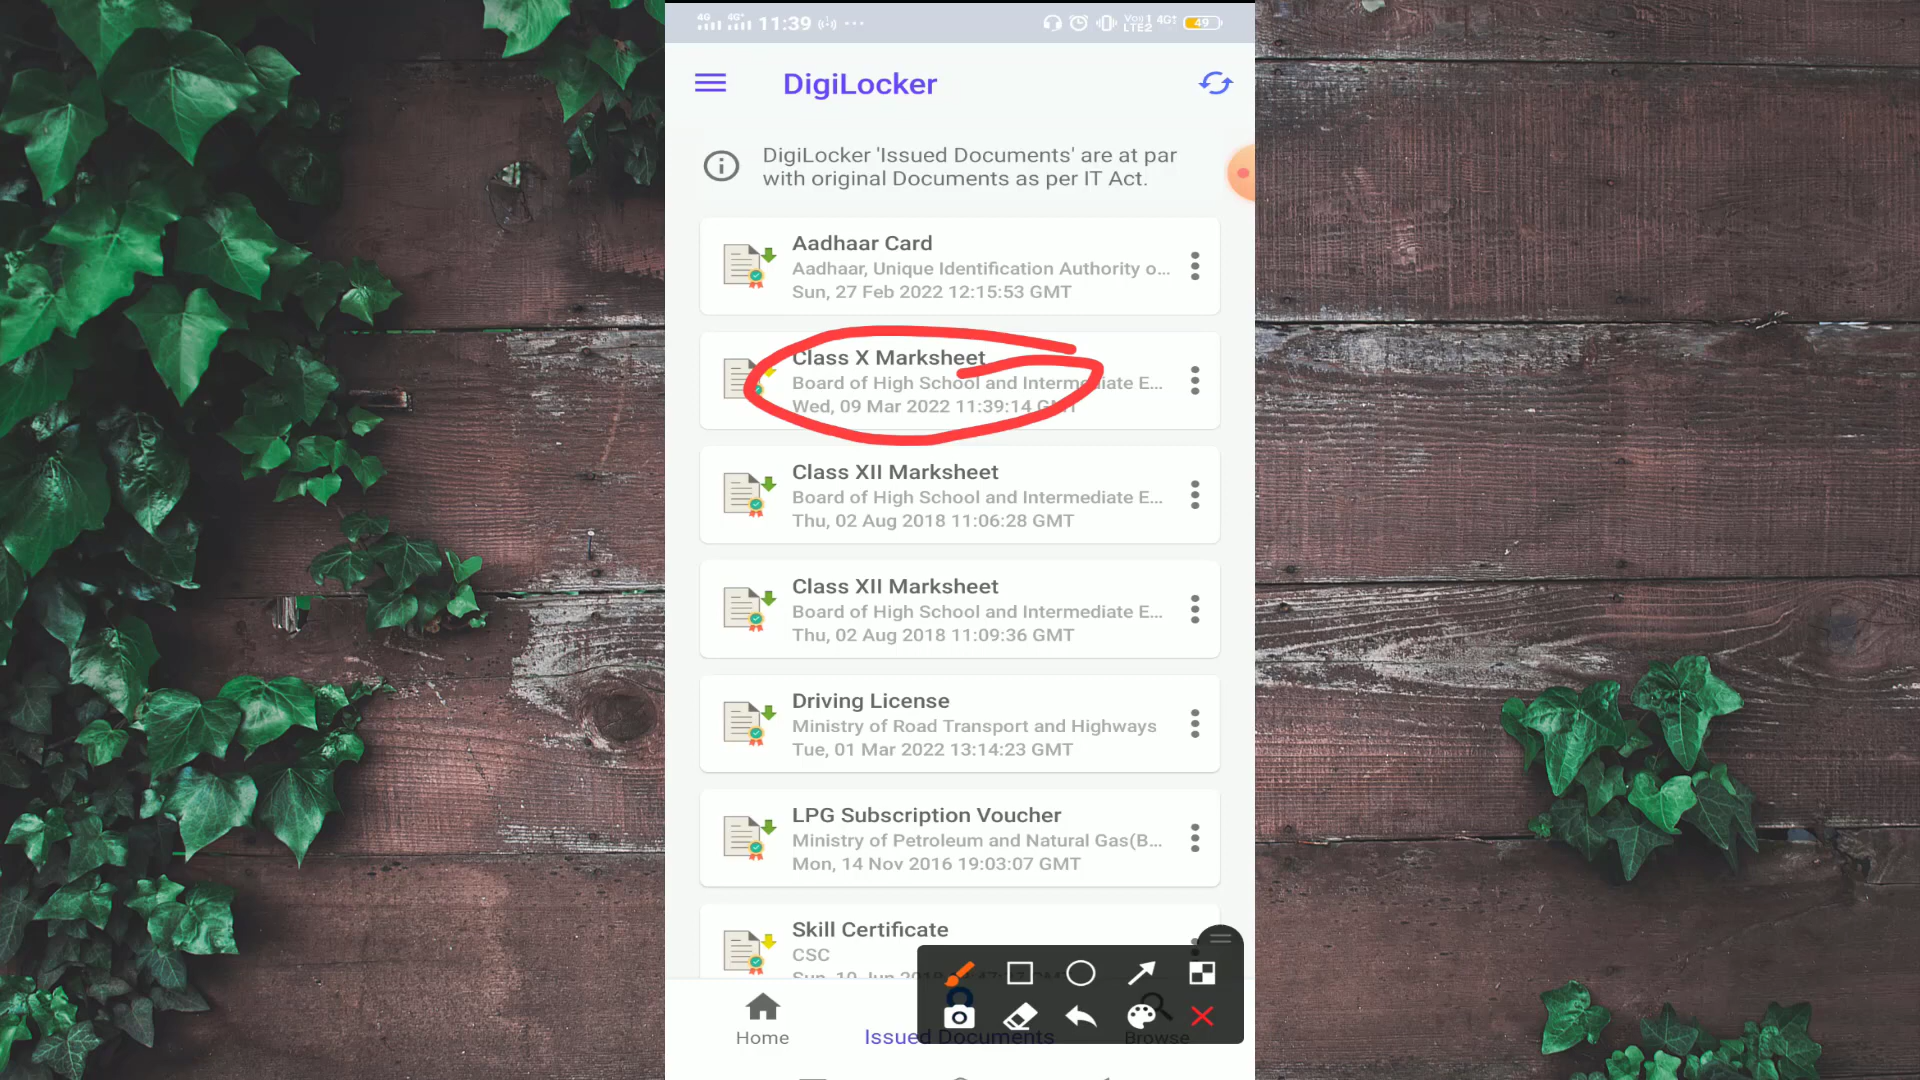 4G 4G+ 11:39 49
DigiLocker
DigiLocker 'Issued Documents' are at par
with original Documents as per IT Act.
Aadhaar Card
Aadhaar, Unique Identification Authority o...
Sun, 27 Feb 2022 12:15:53 GMT
Class X Marksheet
Board of High School and Intermediate E...
Wed, 09 Mar 2022 11:39:14 GMT
Class XII Marksheet
Board of High School and Intermediate E...
Thu, 02 Aug 2018 11:06:28 GMT
Class XII Marksheet
Board of High School and Intermediate E...
Thu, 02 Aug 2018 11:09:36 GMT
Driving License
Ministry of Road Transport and Highways
Tue, 01 Mar 2022 13:14:23 GMT
LPG Subscription Voucher
Ministry of Petroleum and Natural Gas(B...
Mon, 14 Nov 2016 19:03:07 GMT
Skill Certificate
CSC
Home
Issued Documents
Browse